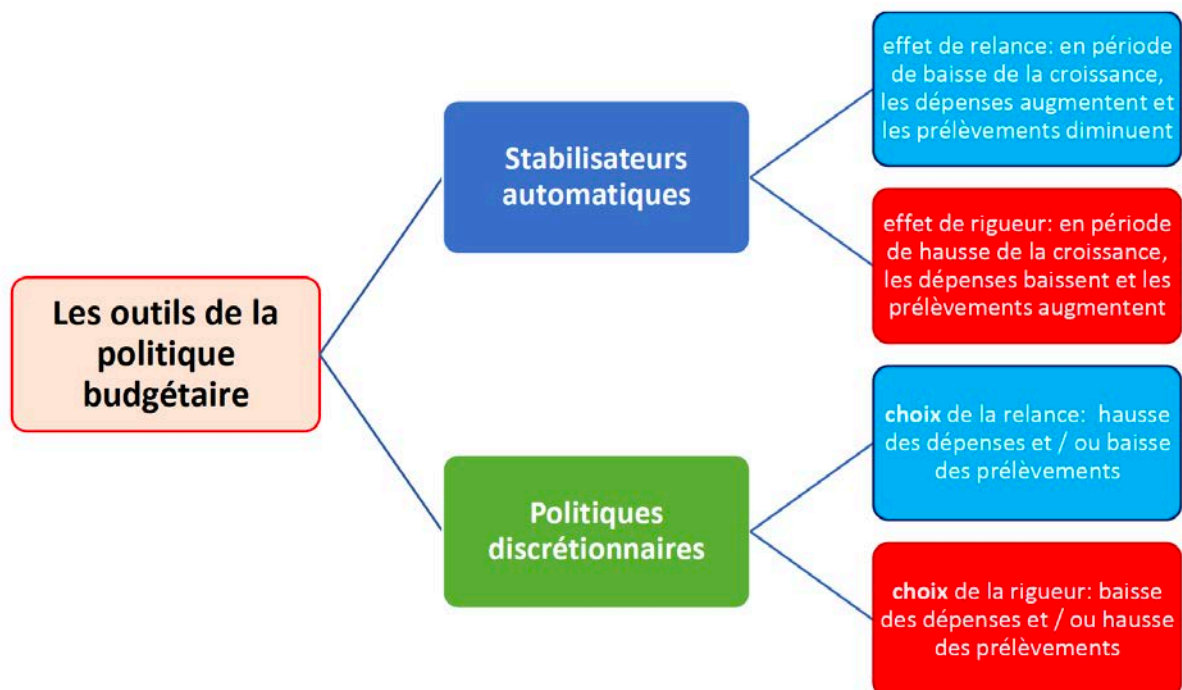 Les outils de la
politique
budgétaire
Stabilisateurs
automatiques
effet de relance: en période
de baisse de la croissance,
les dépenses augmentent et
les prélèvements diminuent
effet de rigueur: en période
de hausse de la croissance,
les dépenses baissent et les
prélèvements augmentent
Politiques
discrétionnaires
choix de la relance: hausse
des dépenses et / ou baisse
des prélèvements
choix de la rigueur: baisse
des dépenses et / ou hausse
des prélèvements